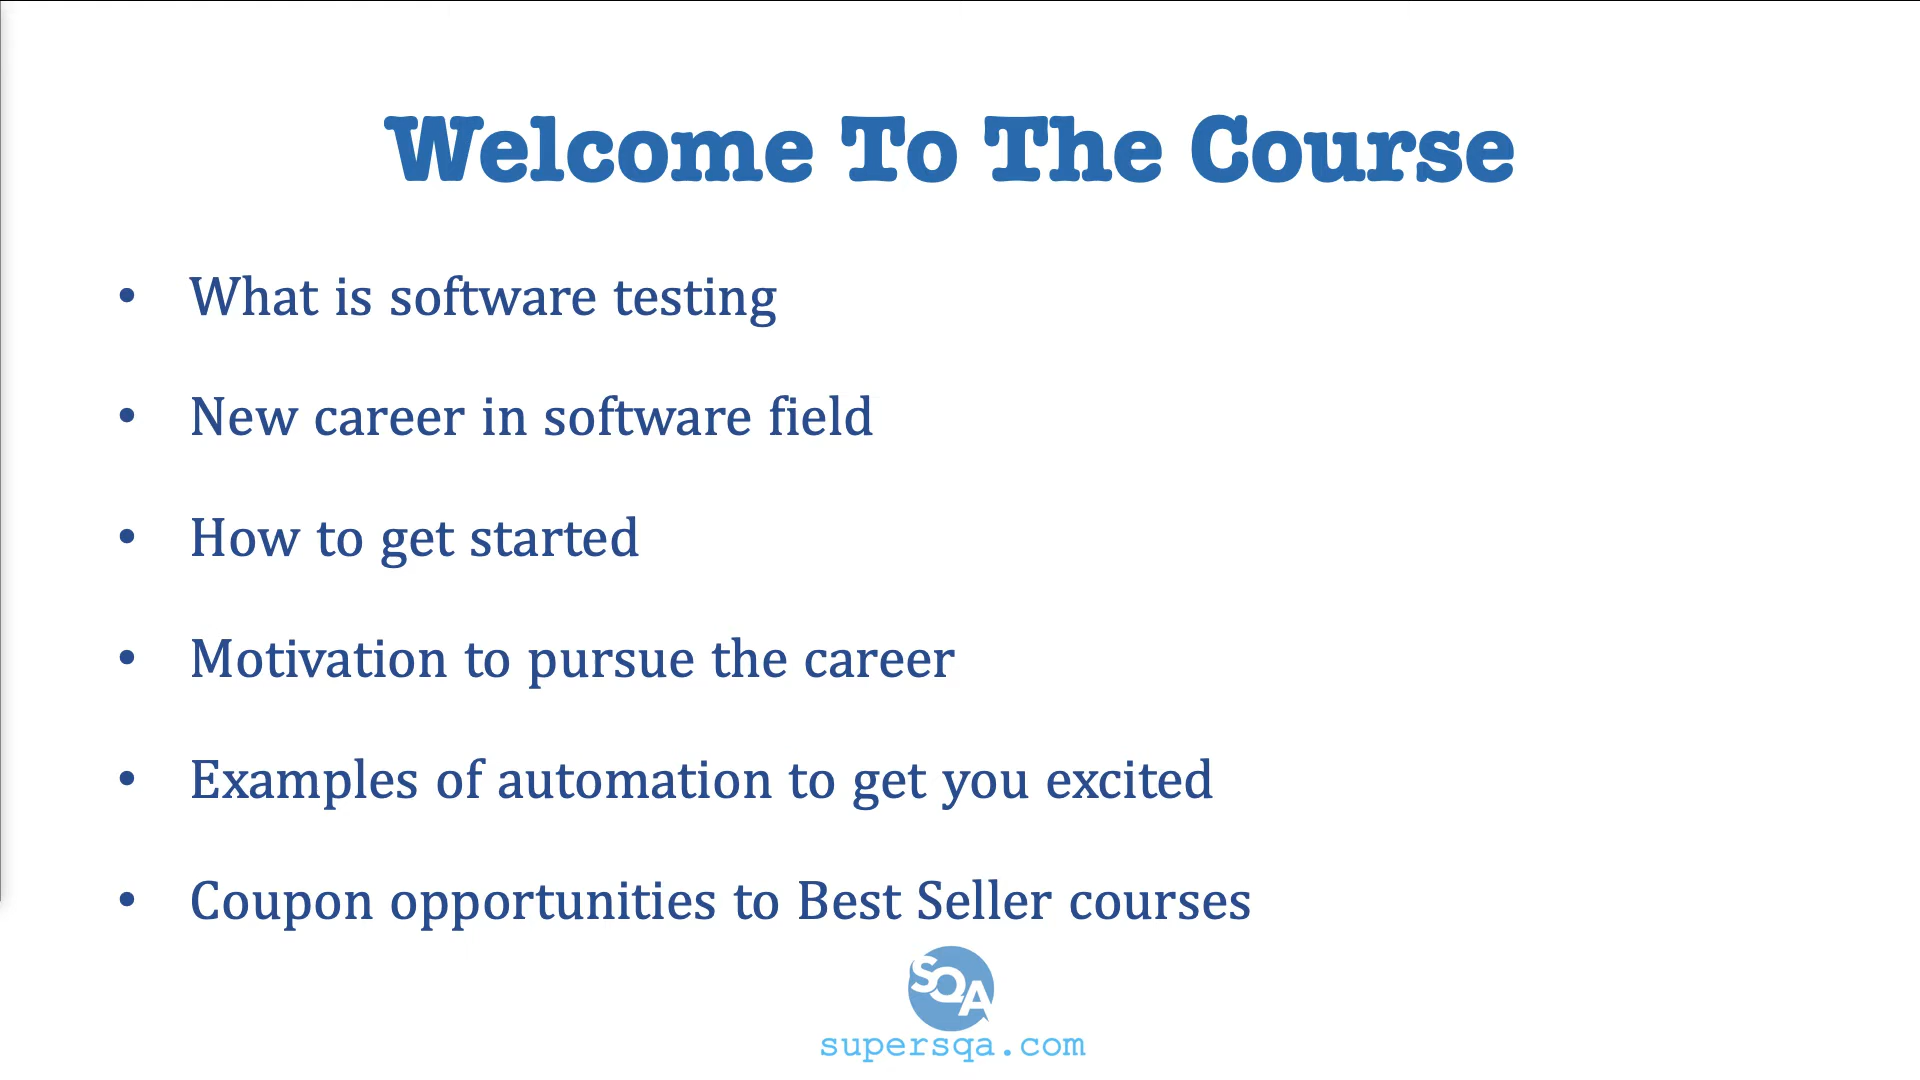 Welcome To The Course
• What is software testing
• New career in software field
• How to get started
• Motivation to pursue the career
• Examples of automation to get you excited
• Coupon opportunities to Best Seller courses
SQA
supersqa.com